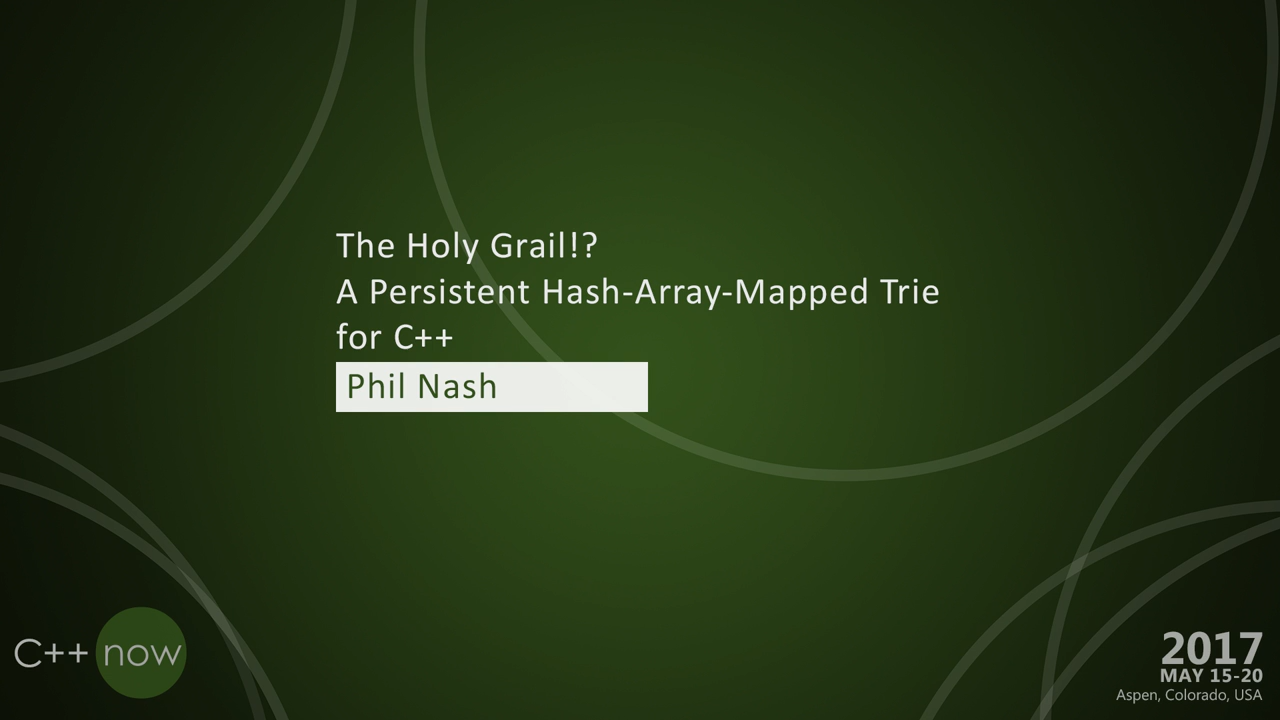 The Holy Grail!?
A Persistent Hash-Array-Mapped Trie
for C++
Phil Nash
C++ now
2017
MAY 15-20
Aspen, Colorado, USA